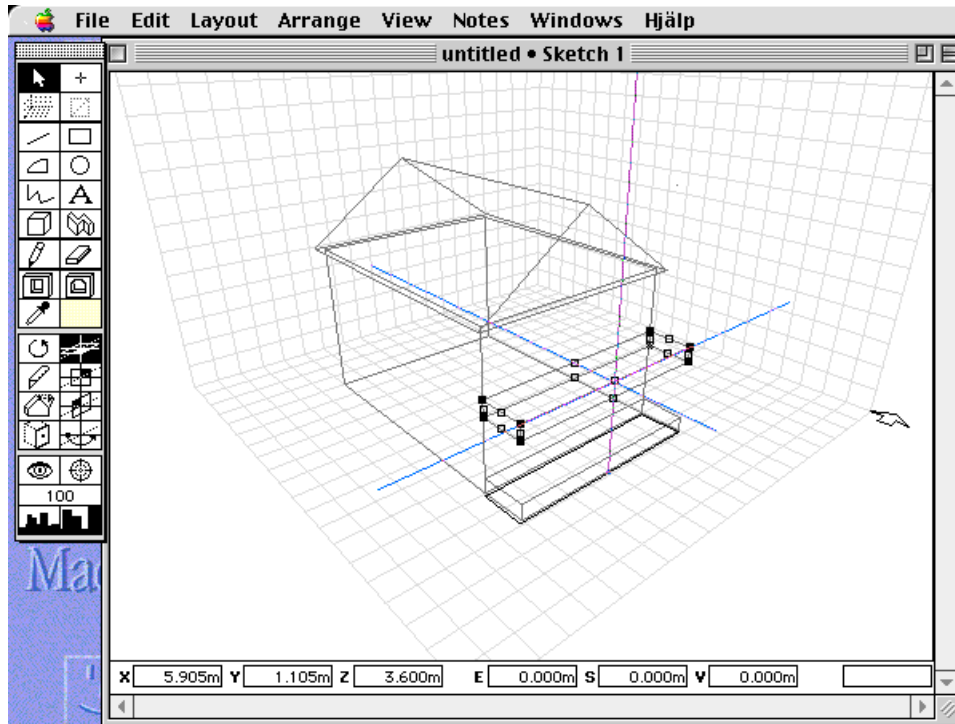 File Edit Layout Arrange View Notes Windows Hjälp
untitled • Sketch 1
A
100
X 5.905m Y 1.105m Z 3.600m E 0.000m S 0.000m V 0.000m